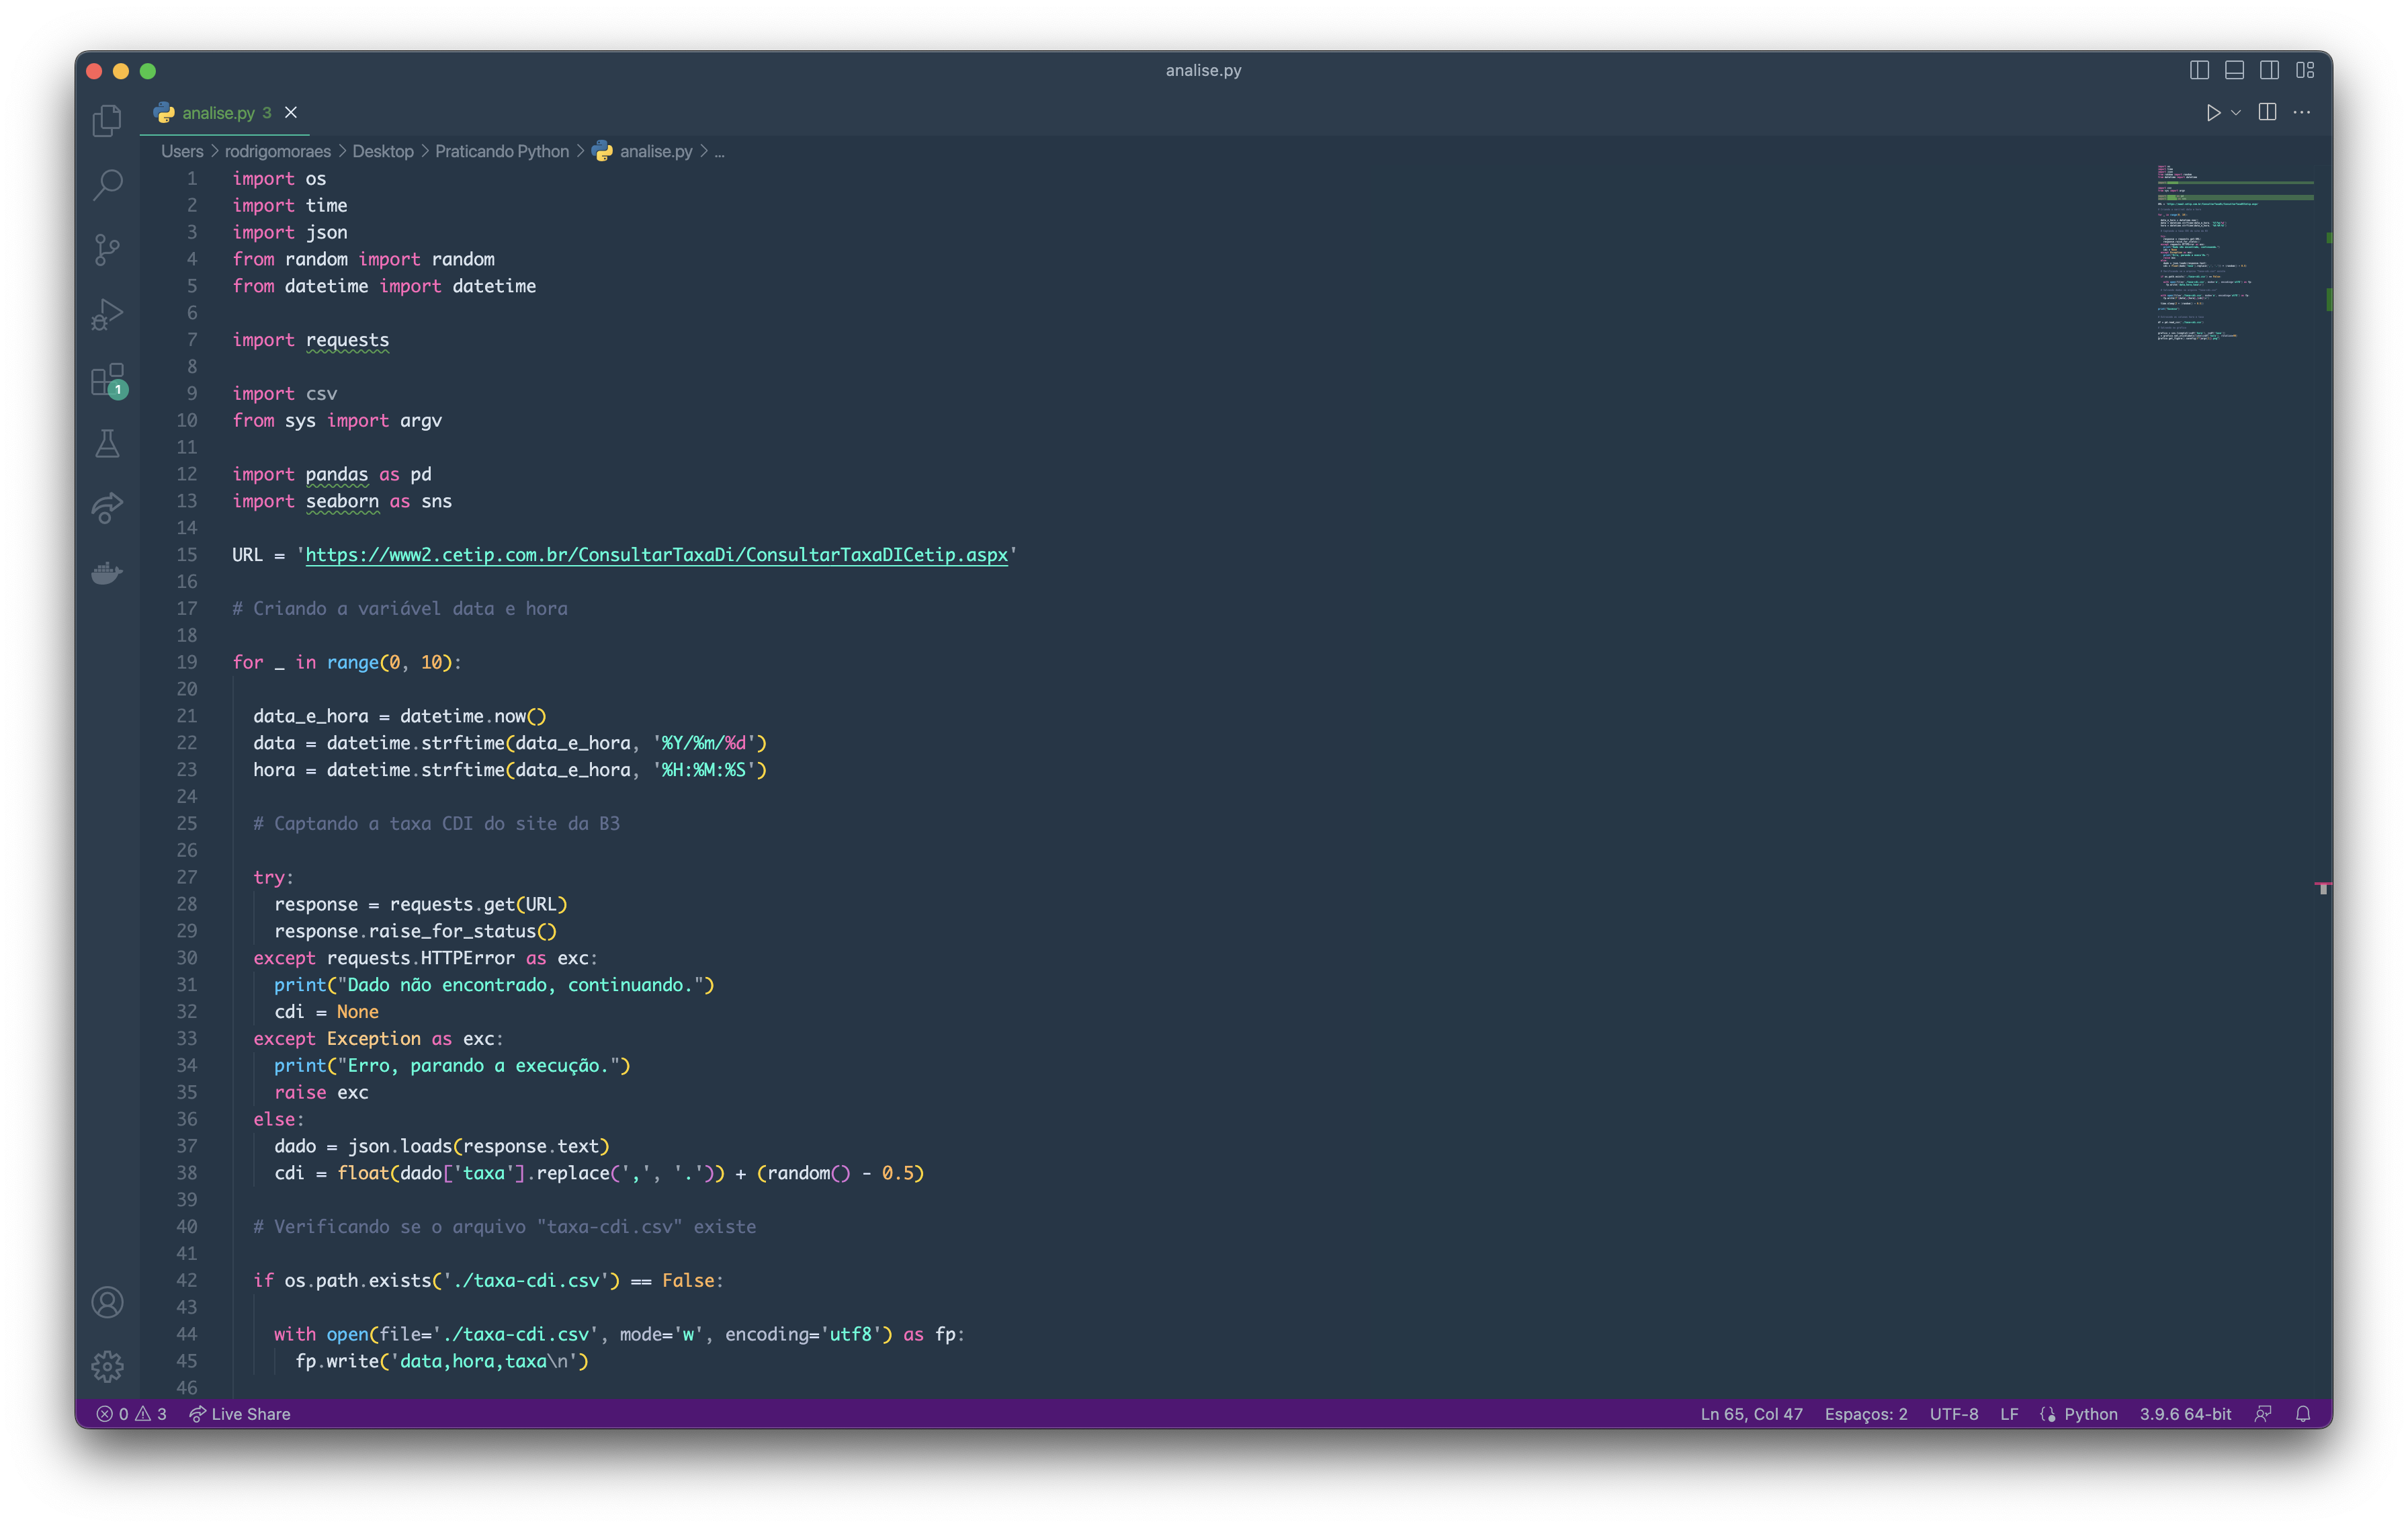 analise.py
analise.py 3
Users > rodrigomoraes > Desktop > Praticando Python > analise.py > ...
1 import os
2 import time
3 import json
4 from random import random
5 from datetime import datetime
6
7 import requests
8
9 import csv
10 from sys import argv
11
12 import pandas as pd
13 import seaborn as sns
14
15 URL = 'https://www2.cetip.com.br/ConsultarTaxaDi/ConsultarTaxaDICetip.aspx'
16
17 # Criando a variável data e hora
18
19 for _ in range(0, 10):
20
21   data_e_hora = datetime.now()
22   data = datetime.strftime(data_e_hora, '%Y/%m/%d')
23   hora = datetime.strftime(data_e_hora, '%H:%M:%S')
24
25   # Captando a taxa CDI do site da B3
26
27   try:
28     response = requests.get(URL)
29     response.raise_for_status()
30   except requests.HTTPError as exc:
31     print("Dado não encontrado, continuando.")
32     cdi = None
33   except Exception as exc:
34     print("Erro, parando a execução.")
35     raise exc
36   else:
37     dado = json.loads(response.text)
38     cdi = float(dado['taxa'].replace(',', '.')) + (random() - 0.5)
39
40   # Verificando se o arquivo "taxa-cdi.csv" existe
41
42   if os.path.exists('./taxa-cdi.csv') == False:
43
44     with open(file='./taxa-cdi.csv', mode='w', encoding='utf8') as fp:
45       fp.write('data,hora,taxa\n')
46
1
0 3 Live Share Ln 65, Col 47 Espaços: 2 UTF-8 LF Python 3.9.6 64-bit